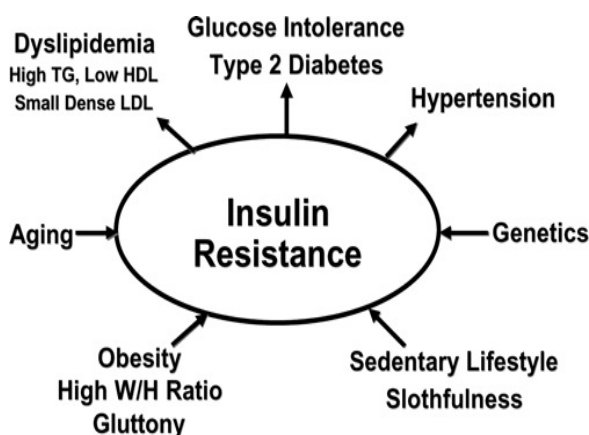 Dyslipidemia
High TG, Low HDL
Small Dense LDL
Glucose Intolerance
Type 2 Diabetes
Hypertension
Aging
Insulin
Resistance
Genetics
Obesity
High W/H Ratio
Gluttony
Sedentary Lifestyle
Slothfulness